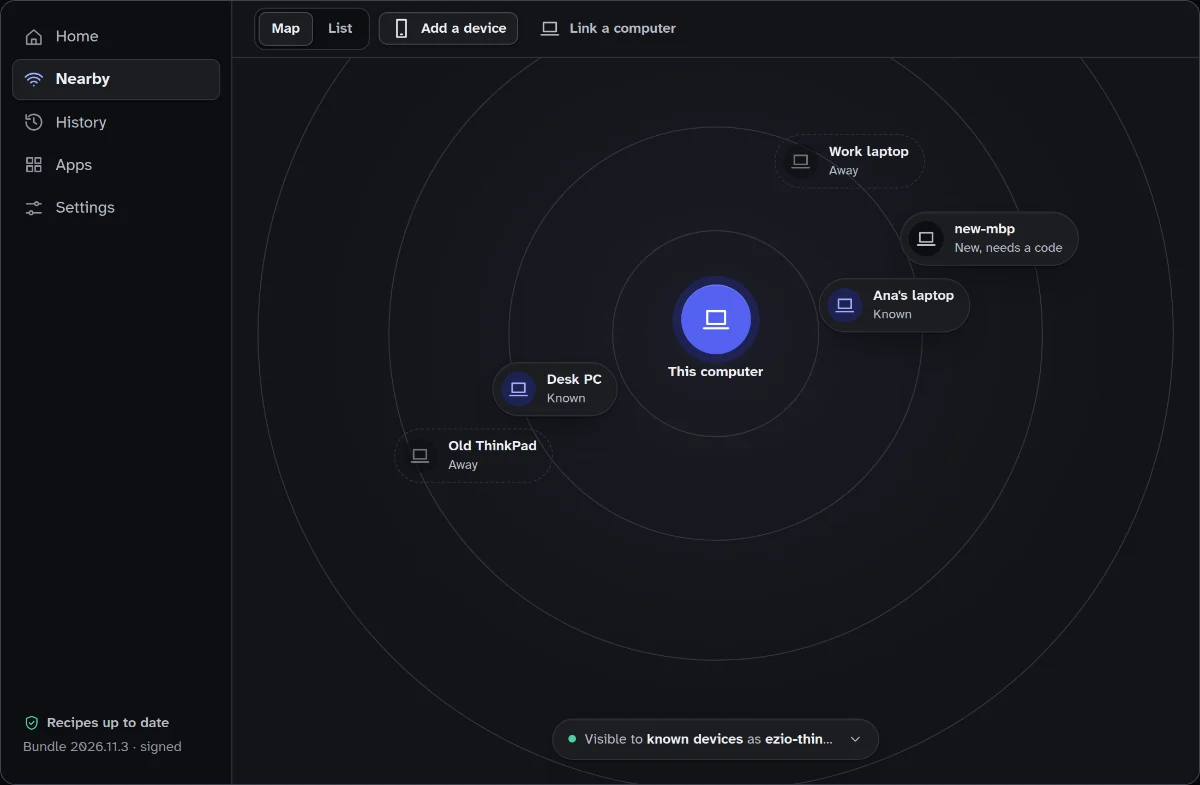 Home
Nearby
History
Apps
Settings
Map
List
Add a device
Link a computer
Work laptop
Away
new-mbp
New, needs a code
Ana's laptop
Known
This computer
Desk PC
Known
Old ThinkPad
Away
Visible to known devices as ezio-thin...
Recipes up to date
Bundle 2026.11.3 · signed